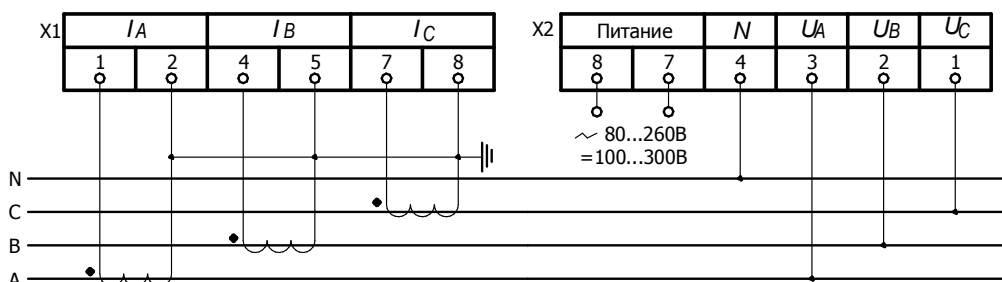 X1 IA IB IC X2 Питание N UA UB UC
1 2 4 5 7 8 8 7 4 3 2 1
~ 80...260В
=100...300В
N
C
B
A